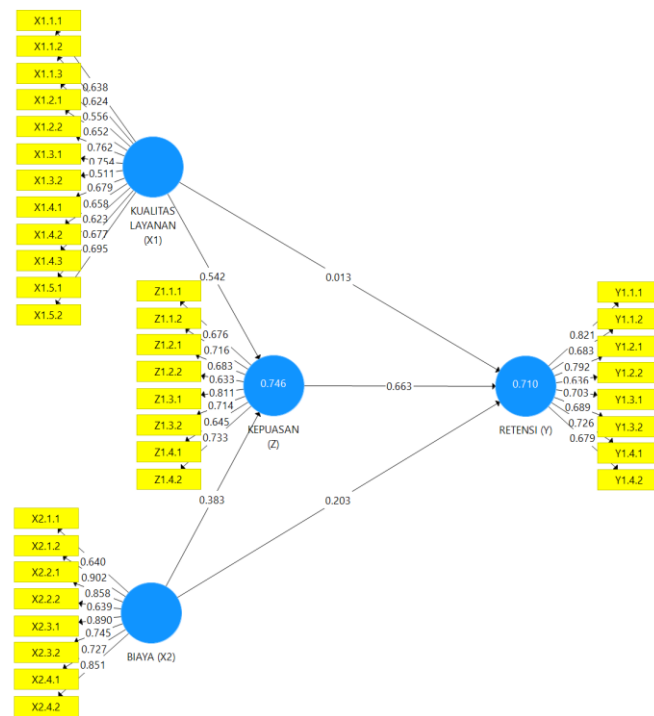 X1.1.1
X1.1.2
X1.1.3
X1.2.1
X1.2.2
X1.3.1
X1.3.2
X1.4.1
X1.4.2
X1.4.3
X1.5.1
X1.5.2
0.638
0.624
0.556
0.652
0.762
0.754
0.511
0.679
0.658
0.623
0.677
0.695
KUALITAS
LAYANAN
(X1)
0.542
0.013
Z1.1.1
Z1.1.2
Z1.2.1
Z1.2.2
Z1.3.1
Z1.3.2
Z1.4.1
Z1.4.2
0.676
0.716
0.683
0.633
0.811
0.714
0.645
0.733
0.746
KEPUASAN
(Z)
0.663
0.710
RETENSI (Y)
0.821
0.683
0.792
0.636
0.703
0.689
0.726
0.679
Y1.1.1
Y1.1.2
Y1.2.1
Y1.2.2
Y1.3.1
Y1.3.2
Y1.4.1
Y1.4.2
0.383
0.203
X2.1.1
X2.1.2
X2.2.1
X2.2.2
X2.3.1
X2.3.2
X2.4.1
X2.4.2
0.640
0.902
0.858
0.639
0.890
0.745
0.727
0.851
BIAYA (X2)